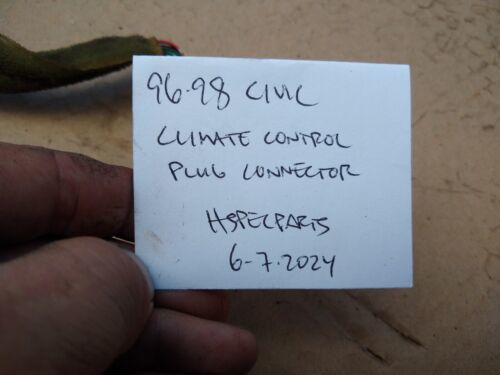 96-98 CIVIC
CLIMATE CONTROL
PLUG CONNECTOR
HSPECPARTS
6-7-2024